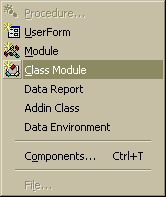 Procedure...
UserForm
Module
Class Module
Data Report
Addin Class
Data Environment
Components... Ctrl+T
File...